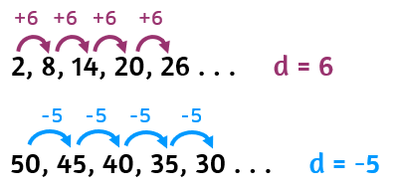 +6 +6 +6 +6
2, 8, 14, 20, 26 . . . d = 6
-5 -5 -5 -5
50, 45, 40, 35, 30 . . . d = -5